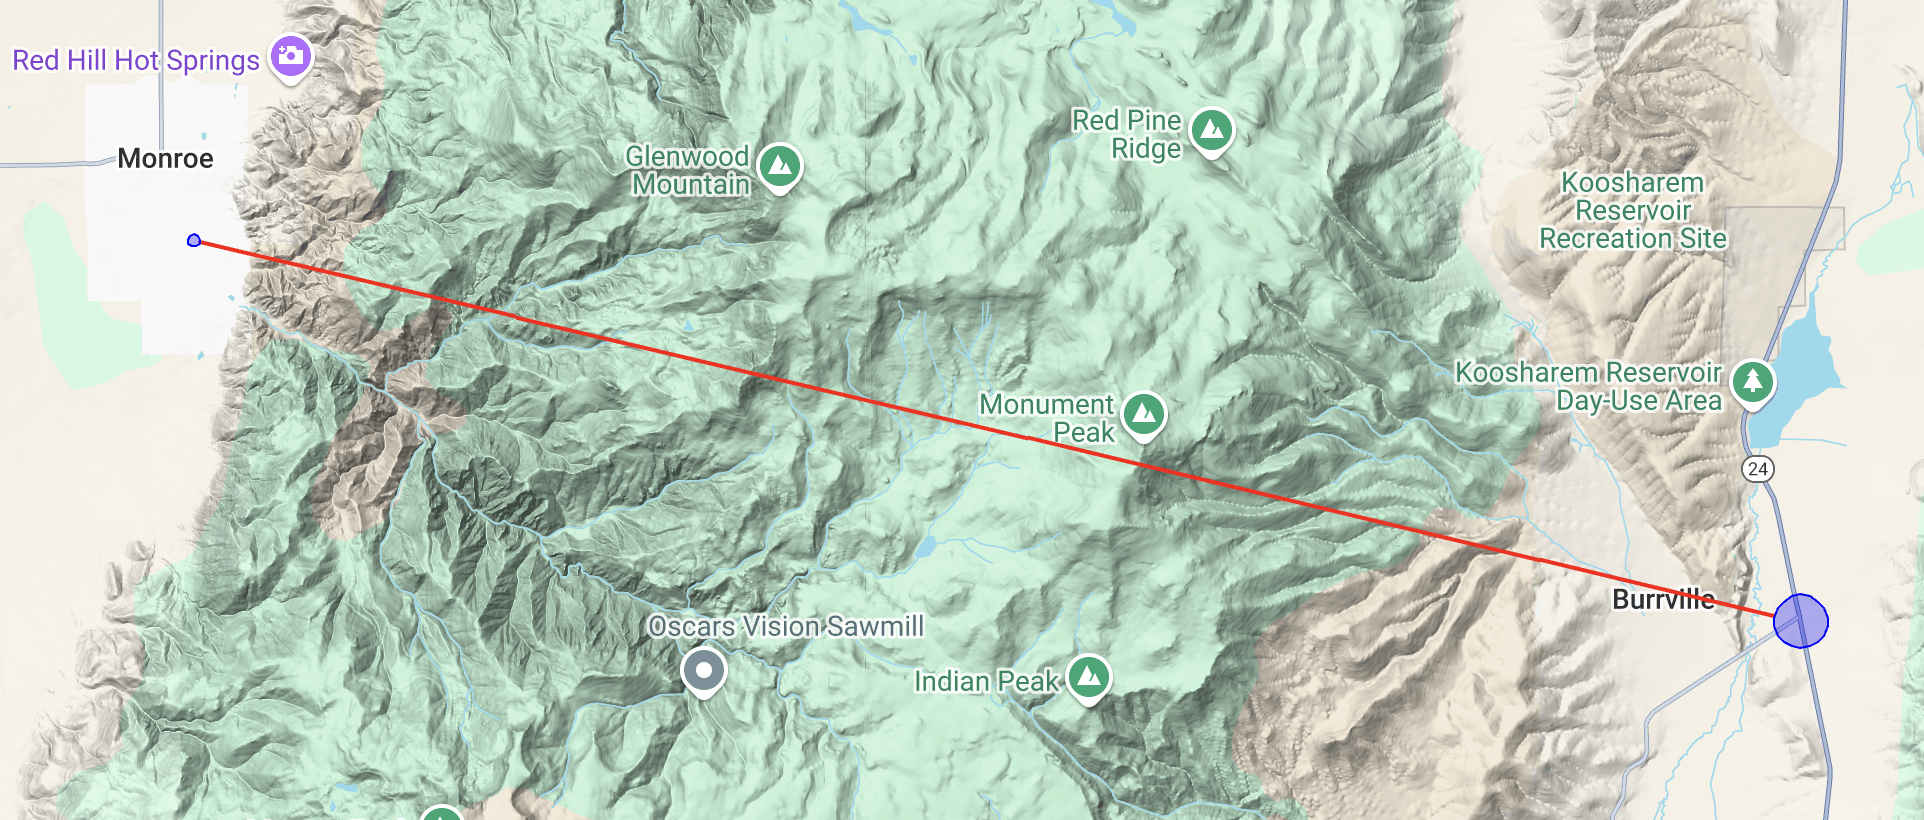 Red Hill Hot Springs
Monroe
Glenwood
Mountain
Red Pine
Ridge
Koosharem
Reservoir
Recreation Site
Koosharem Reservoir
Day-Use Area
Monument
Peak
24
Burrville
Oscars Vision Sawmill
Indian Peak